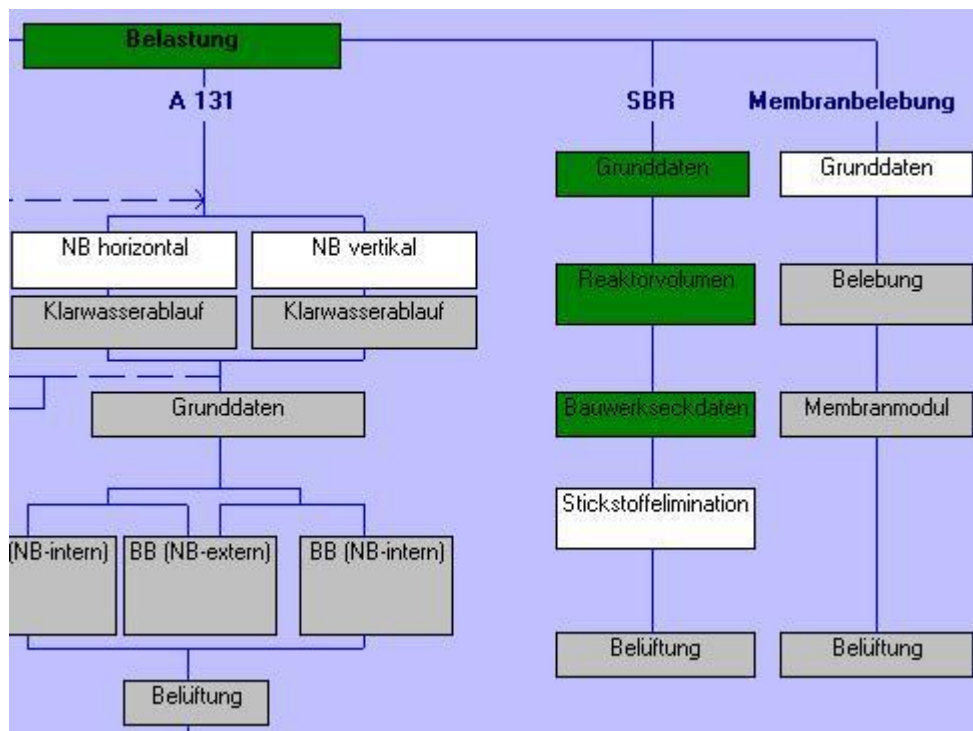 Belastung
A 131
SBR
Membranbelebung
Grunddaten
Grunddaten
NB horizontal
NB vertikal
Reaktorvolumen
Belebung
Klarwasserablauf
Klarwasserablauf
Grunddaten
Bauwerkseckdaten
Membranmodul
Stickstoffelimination
(NB-intern)
BB (NB-extern)
BB (NB-intern)
Belüftung
Belüftung
Belüftung